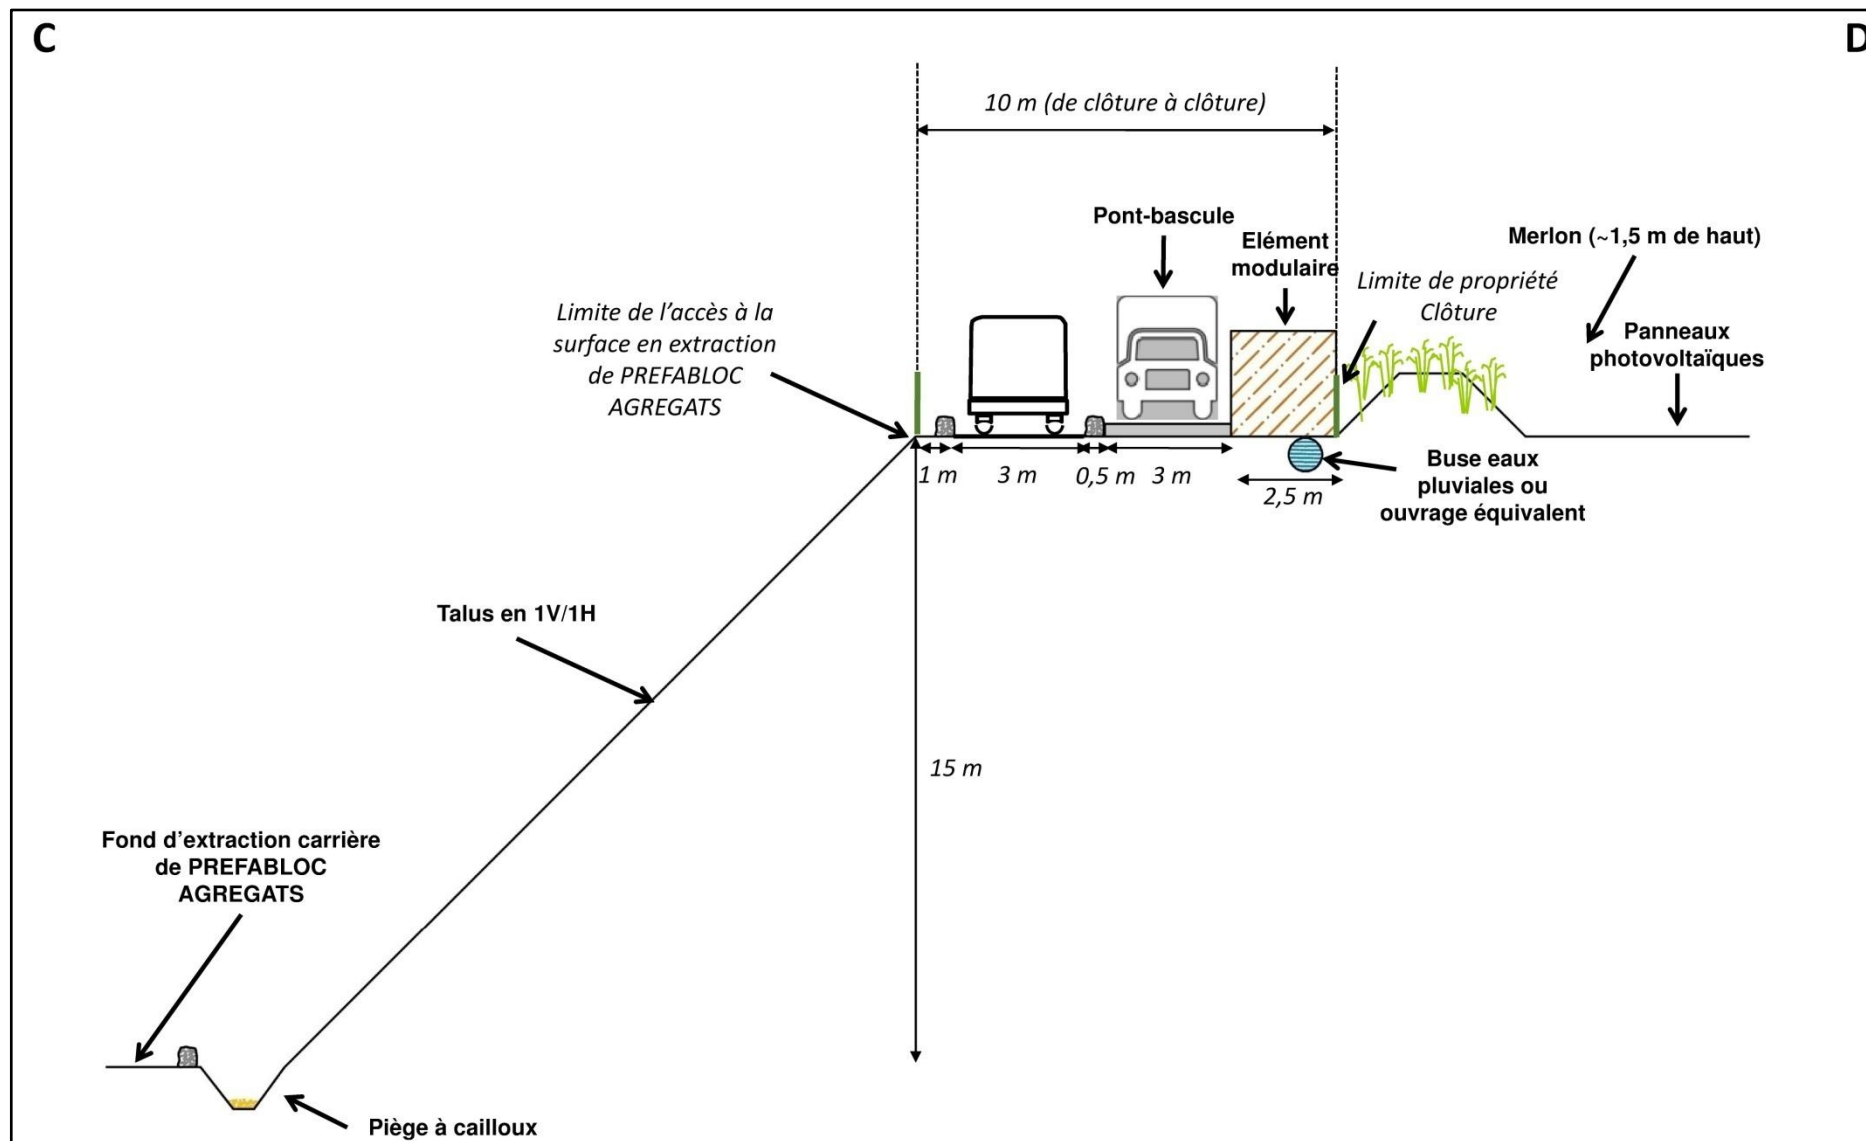 C
D
10 m (de clôture à clôture)
Pont-bascule
Elément
modulaire
Merlon (~1,5 m de haut)
Limite de propriété
Clôture
Limite de l’accès à la
surface en extraction
de PREFABLOC
AGREGATS
Panneaux
photovoltaïques
1 m
3 m
0,5 m
3 m
2,5 m
Buse eaux
pluviales ou
ouvrage équivalent
Talus en 1V/1H
15 m
Fond d’extraction carrière
de PREFABLOC
AGREGATS
Piège à cailloux